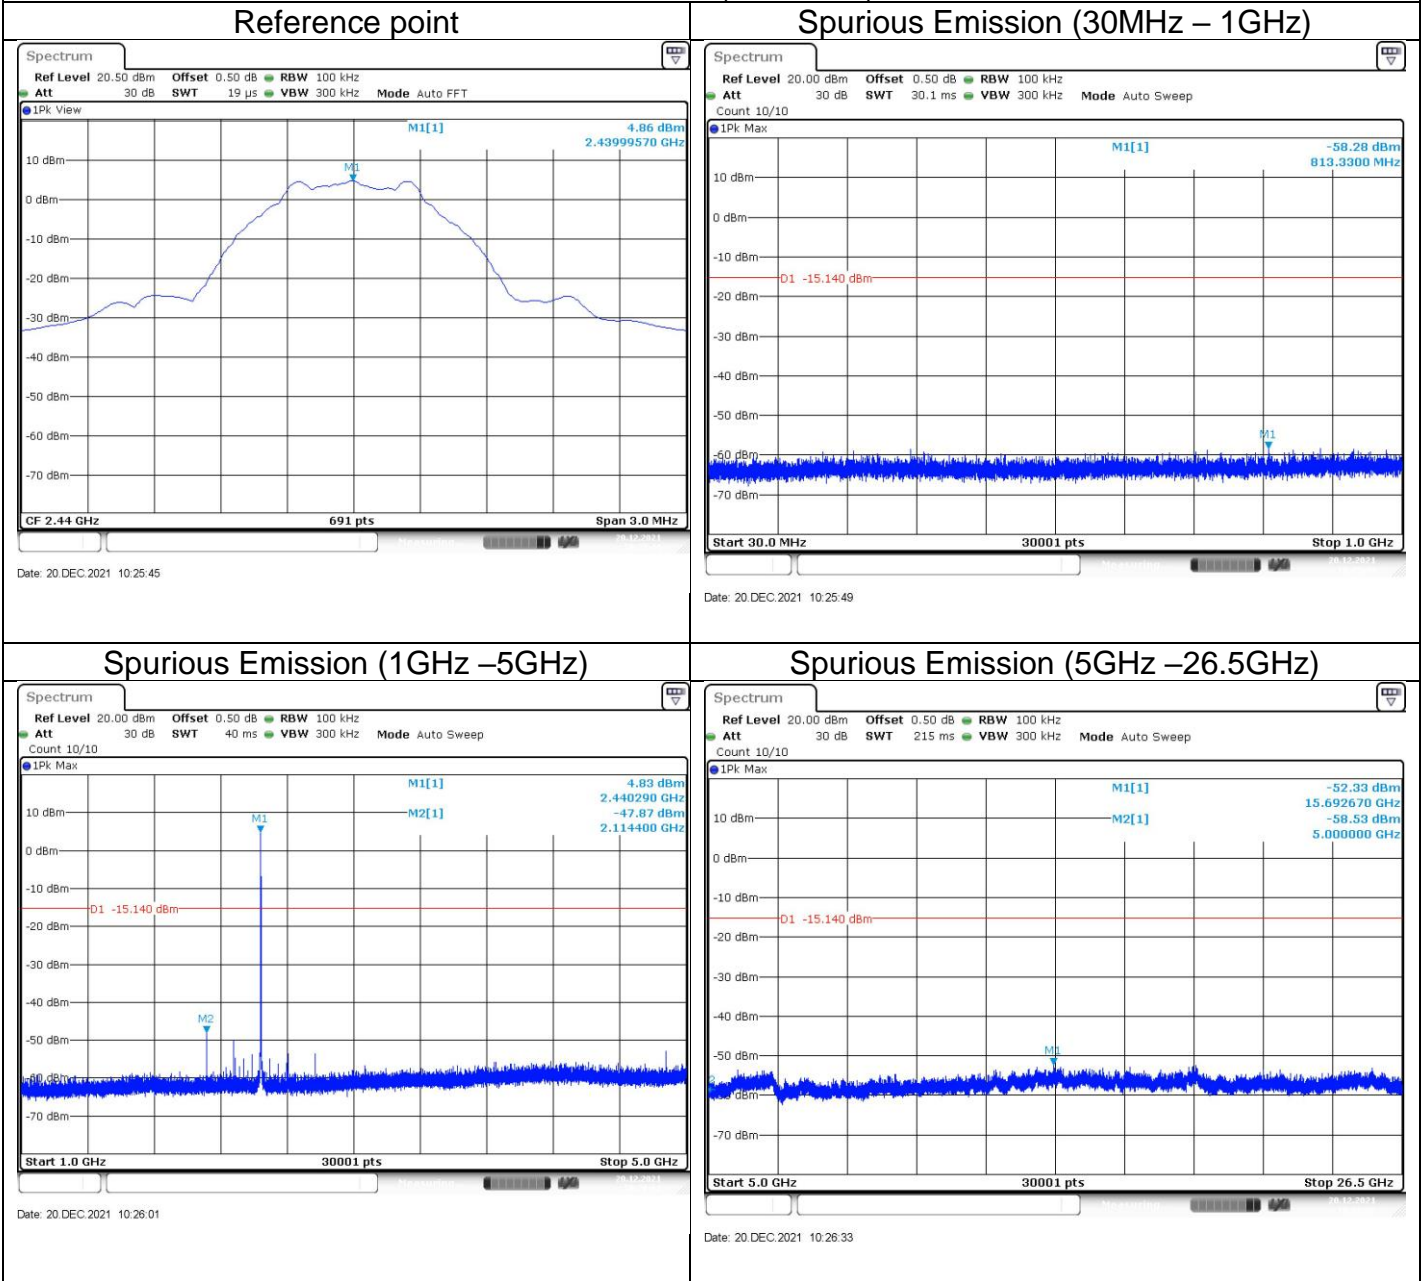 Reference point
Spectrum
Ref Level 20.50 dBm Offset 0.50 dB RBW 100 kHz
Att 30 dB SWT 19 µs VBW 300 kHz Mode Auto FFT
1Pk View
M1[1] 4.86 dBm
2.43999570 GHz
M1
10 dBm
0 dBm
-10 dBm
-20 dBm
-30 dBm
-40 dBm
-50 dBm
-60 dBm
-70 dBm
CF 2.44 GHz 691 pts Span 3.0 MHz
Date: 20.DEC.2021 10:25:45
Spurious Emission (30MHz – 1GHz)
Spectrum
Ref Level 20.00 dBm Offset 0.50 dB RBW 100 kHz
Att 30 dB SWT 30.1 ms VBW 300 kHz Mode Auto Sweep
Count 10/10
1Pk Max
M1[1] -58.28 dBm
813.3300 MHz
10 dBm
0 dBm
-10 dBm
D1 -15.140 dBm
-20 dBm
-30 dBm
-40 dBm
-50 dBm
M1
-60 dBm
-70 dBm
Start 30.0 MHz 30001 pts Stop 1.0 GHz
Date: 20.DEC.2021 10:25:49
Spurious Emission (1GHz –5GHz)
Spectrum
Ref Level 20.00 dBm Offset 0.50 dB RBW 100 kHz
Att 30 dB SWT 40 ms VBW 300 kHz Mode Auto Sweep
Count 10/10
1Pk Max
M1[1] 4.83 dBm
2.440290 GHz
M2[1] -47.87 dBm
2.114400 GHz
10 dBm
M1
0 dBm
-10 dBm
D1 -15.140 dBm
-20 dBm
-30 dBm
-40 dBm
M2
-50 dBm
-60 dBm
-70 dBm
Start 1.0 GHz 30001 pts Stop 5.0 GHz
Date: 20.DEC.2021 10:26:01
Spurious Emission (5GHz –26.5GHz)
Spectrum
Ref Level 20.00 dBm Offset 0.50 dB RBW 100 kHz
Att 30 dB SWT 215 ms VBW 300 kHz Mode Auto Sweep
Count 10/10
1Pk Max
M1[1] -52.33 dBm
15.692670 GHz
M2[1] -58.53 dBm
5.000000 GHz
10 dBm
0 dBm
-10 dBm
D1 -15.140 dBm
-20 dBm
-30 dBm
-40 dBm
-50 dBm
M1
dBm
-70 dBm
Start 5.0 GHz 30001 pts Stop 26.5 GHz
Date: 20.DEC.2021 10:26:33